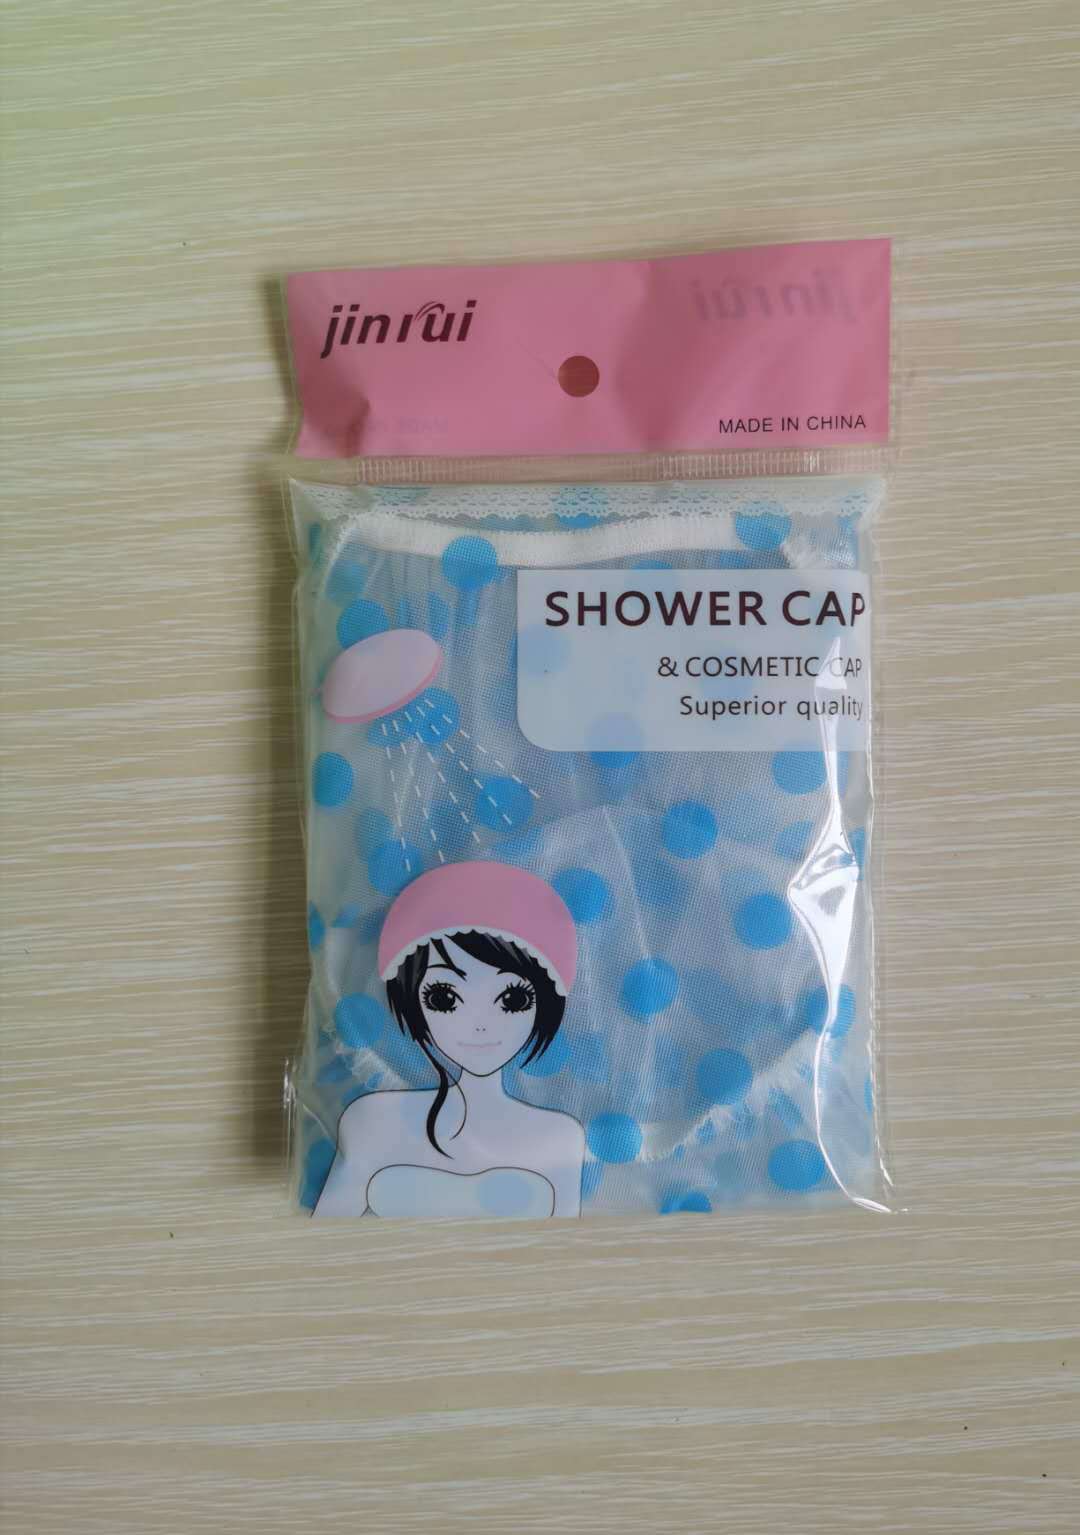 jinrui
MADE IN CHINA
SHOWER CAP
& COSMETIC CAP
Superior quality